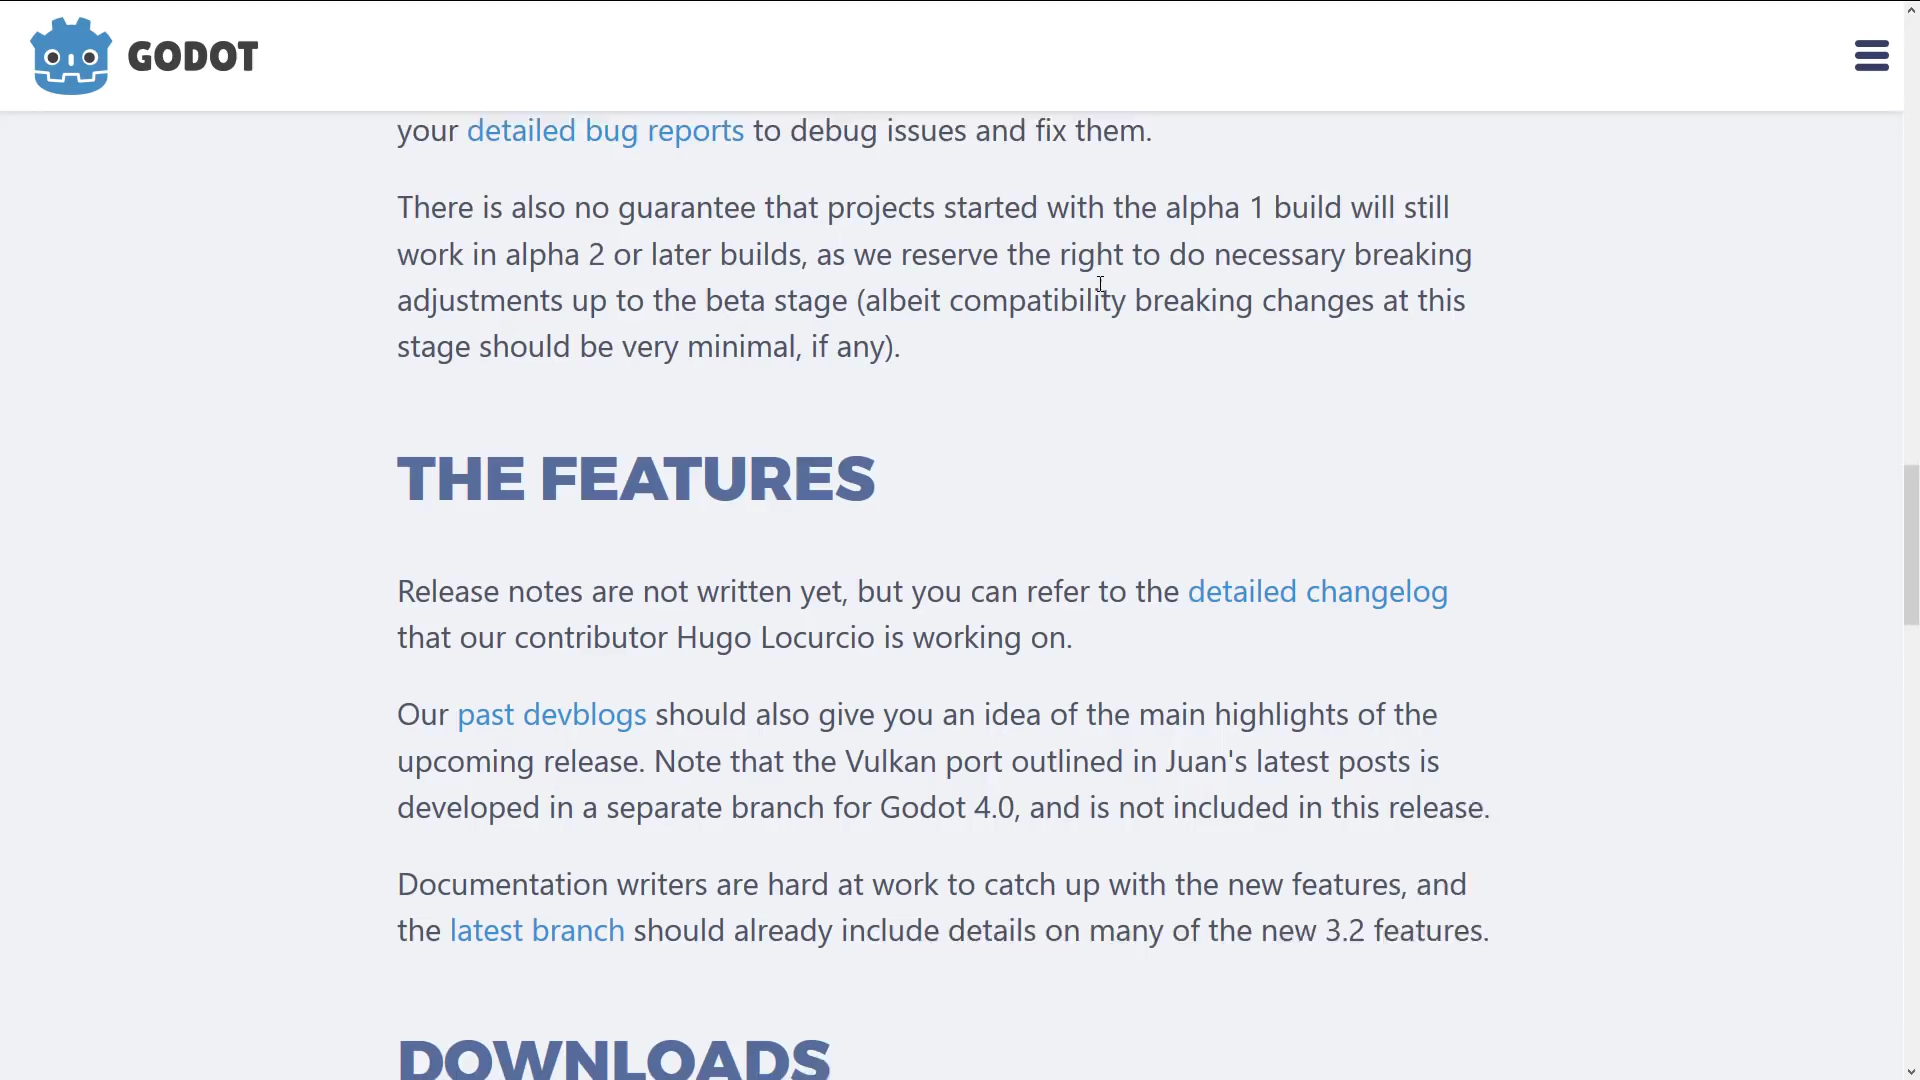 GODOT
your detailed bug reports to debug issues and fix them.
There is also no guarantee that projects started with the alpha 1 build will still
work in alpha 2 or later builds, as we reserve the right to do necessary breaking
adjustments up to the beta stage (albeit compatibility breaking changes at this
stage should be very minimal, if any).
THE FEATURES
Release notes are not written yet, but you can refer to the detailed changelog
that our contributor Hugo Locurcio is working on.
Our past devblogs should also give you an idea of the main highlights of the
upcoming release. Note that the Vulkan port outlined in Juan's latest posts is
developed in a separate branch for Godot 4.0, and is not included in this release.
Documentation writers are hard at work to catch up with the new features, and
the latest branch should already include details on many of the new 3.2 features.
DOWNLOADS